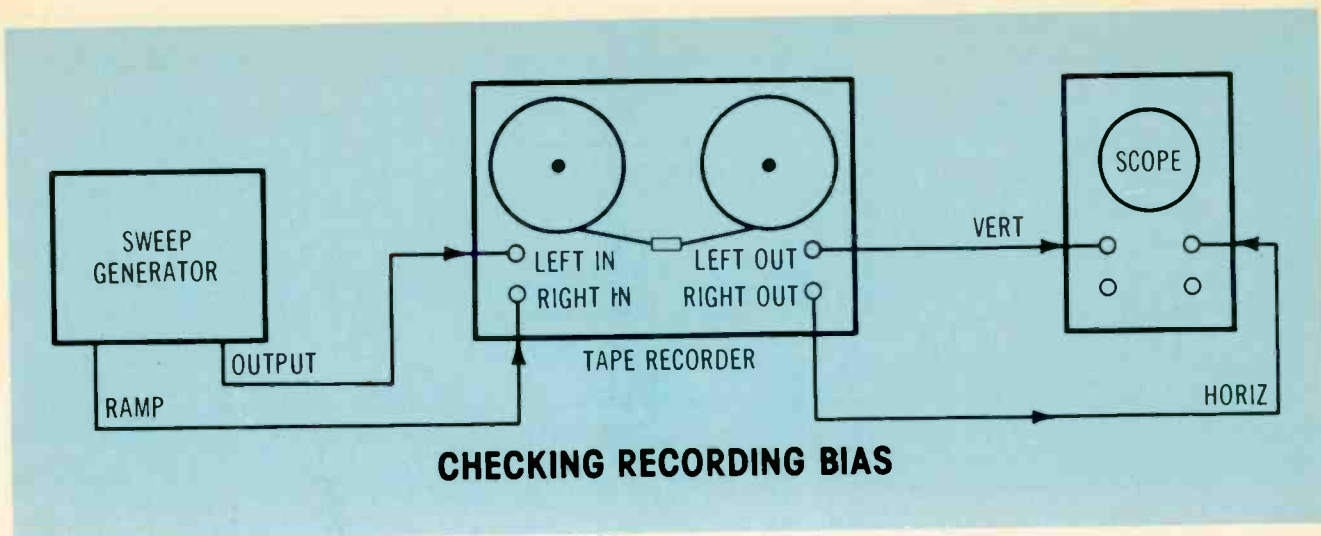 SWEEP
GENERATOR
OUTPUT
RAMP
LEFT IN
RIGHT IN
LEFT OUT
RIGHT OUT
TAPE RECORDER
VERT
SCOPE
HORIZ
CHECKING RECORDING BIAS